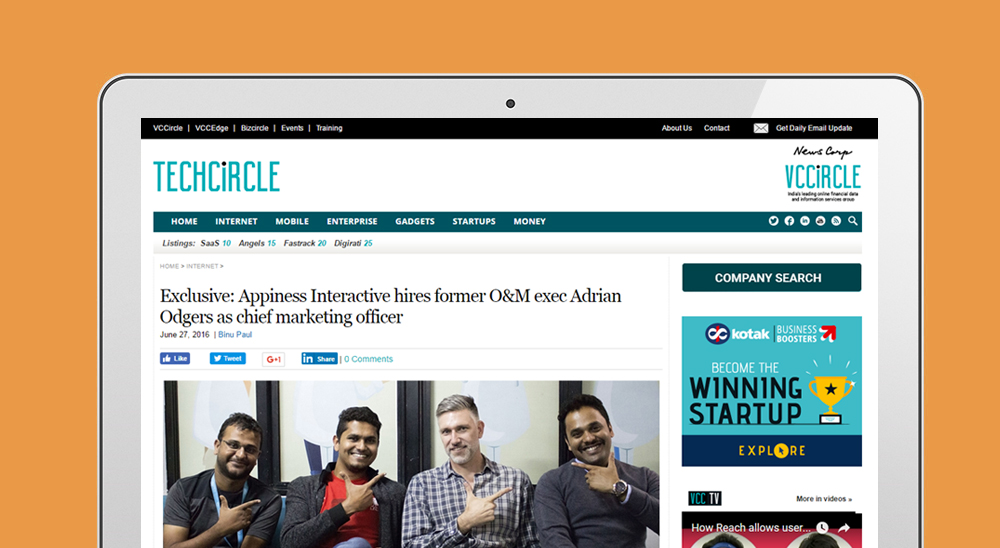 VCCircle | VCCEdge | Bizcircle | Events | Training
About Us Contact Get Daily Email Update
TECHCiRCLE
News Corp
VCCiRCLE
India's leading online financial data
and information services group
HOME INTERNET MOBILE ENTERPRISE GADGETS STARTUPS MONEY
Listings: SaaS 10 Angels 15 Fastrack 20 Digirati 25
HOME > INTERNET >
Exclusive: Appiness Interactive hires former O&M exec Adrian
Odgers as chief marketing officer
June 27, 2016 | Binu Paul
Like Tweet G+1 in Share | 0 Comments
COMPANY SEARCH
kotak BUSINESS
BOOSTERS
BECOME THE
WINNING
STARTUP
kotak
EXPLORE
VCC TV More in videos »
How Reach allows user...